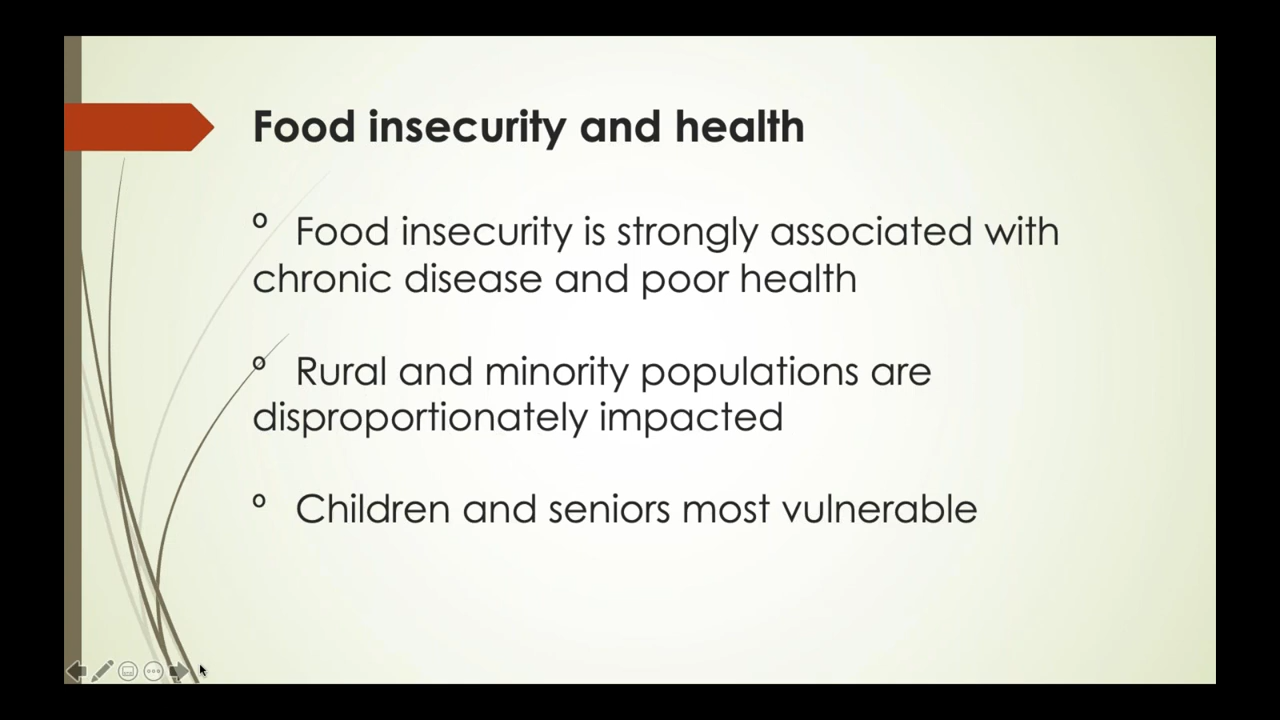 Food insecurity and health
º Food insecurity is strongly associated with
chronic disease and poor health
º Rural and minority populations are
disproportionately impacted
º Children and seniors most vulnerable